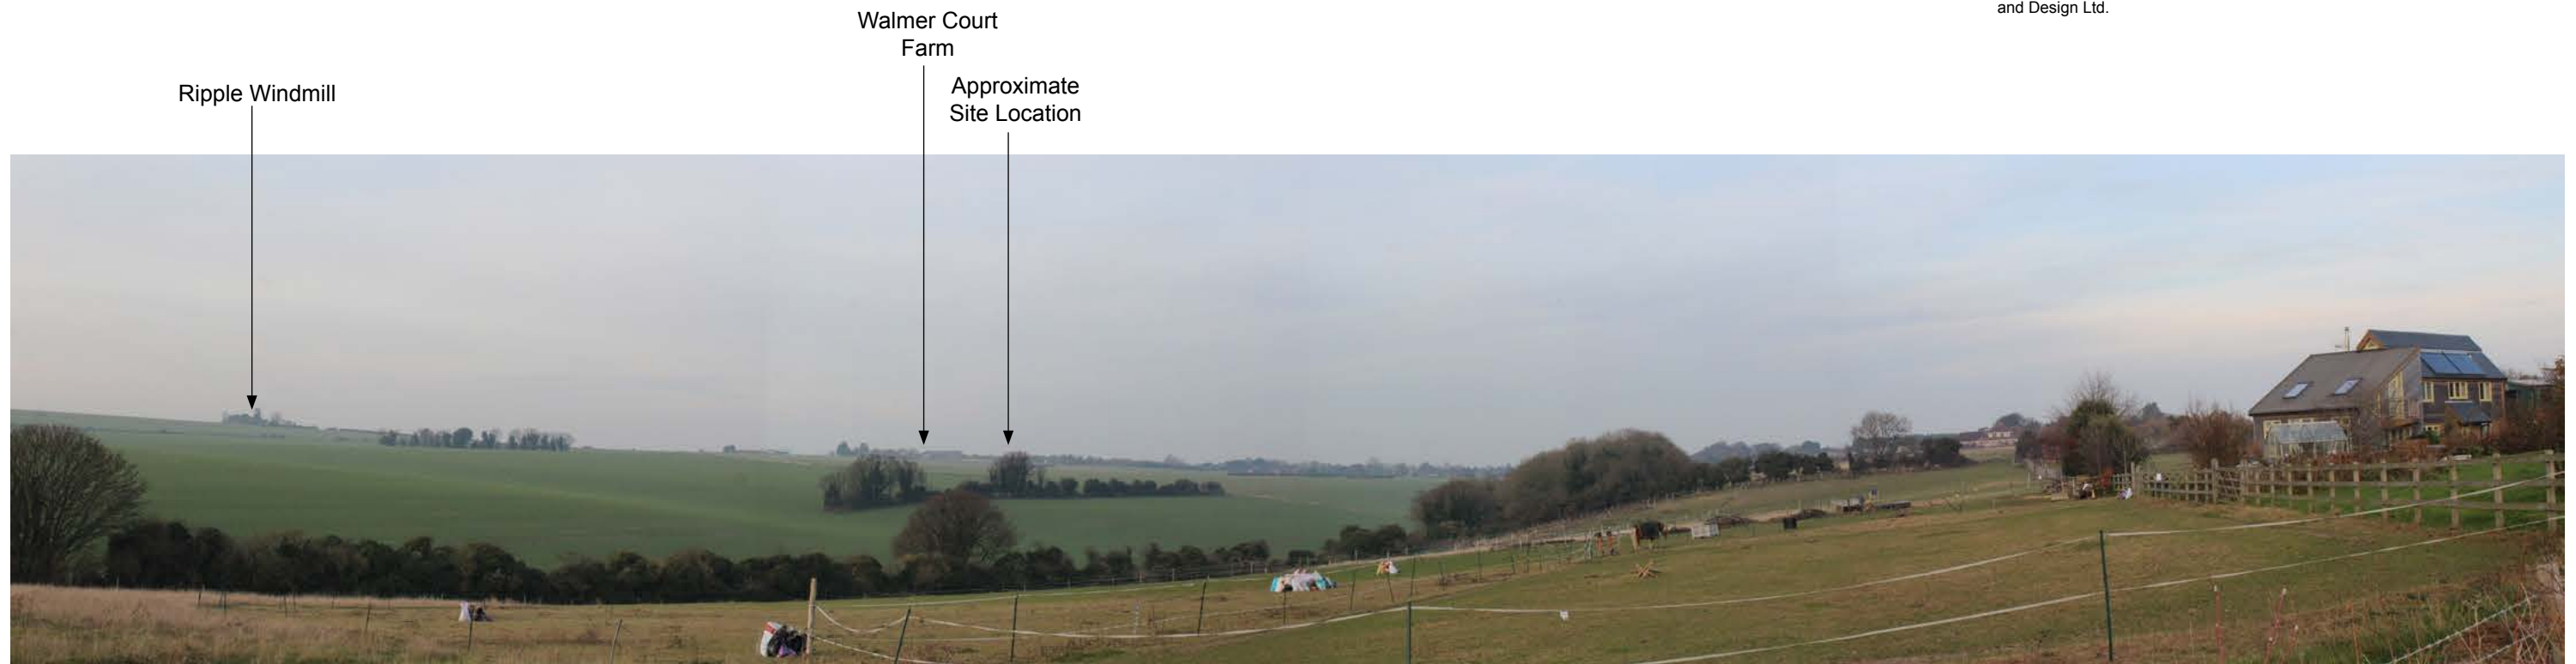 and Design Ltd.
Walmer Court
Farm
Approximate
Site Location
Ripple Windmill